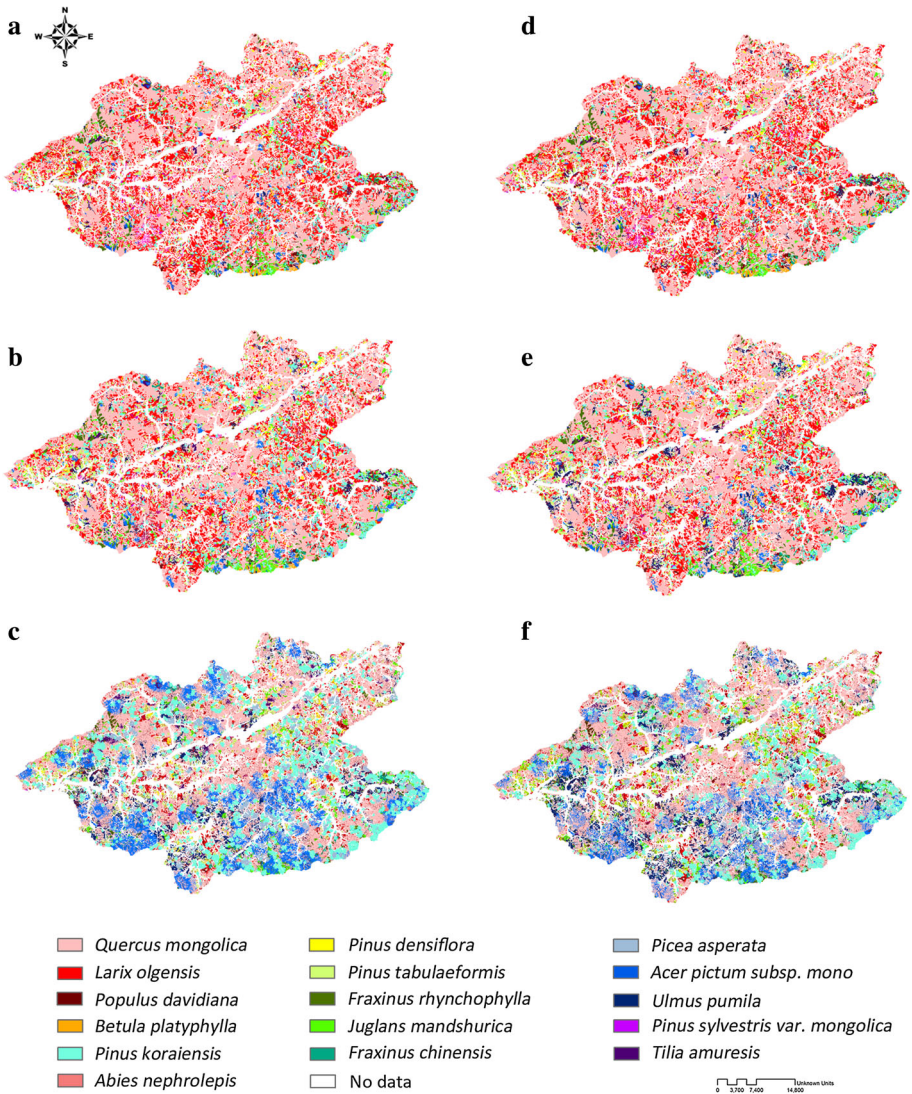 a
N
W E
S
d
b
e
c
f
Quercus mongolica
Larix olgensis
Populus davidiana
Betula platyphylla
Pinus koraiensis
Abies nephrolepis
Pinus densiflora
Pinus tabulaeformis
Fraxinus rhynchophylla
Juglans mandshurica
Fraxinus chinensis
No data
Picea asperata
Acer pictum subsp. mono
Ulmus pumila
Pinus sylvestris var. mongolica
Tilia amuresis
0 3,700 7,400 14,800
Unknown Units